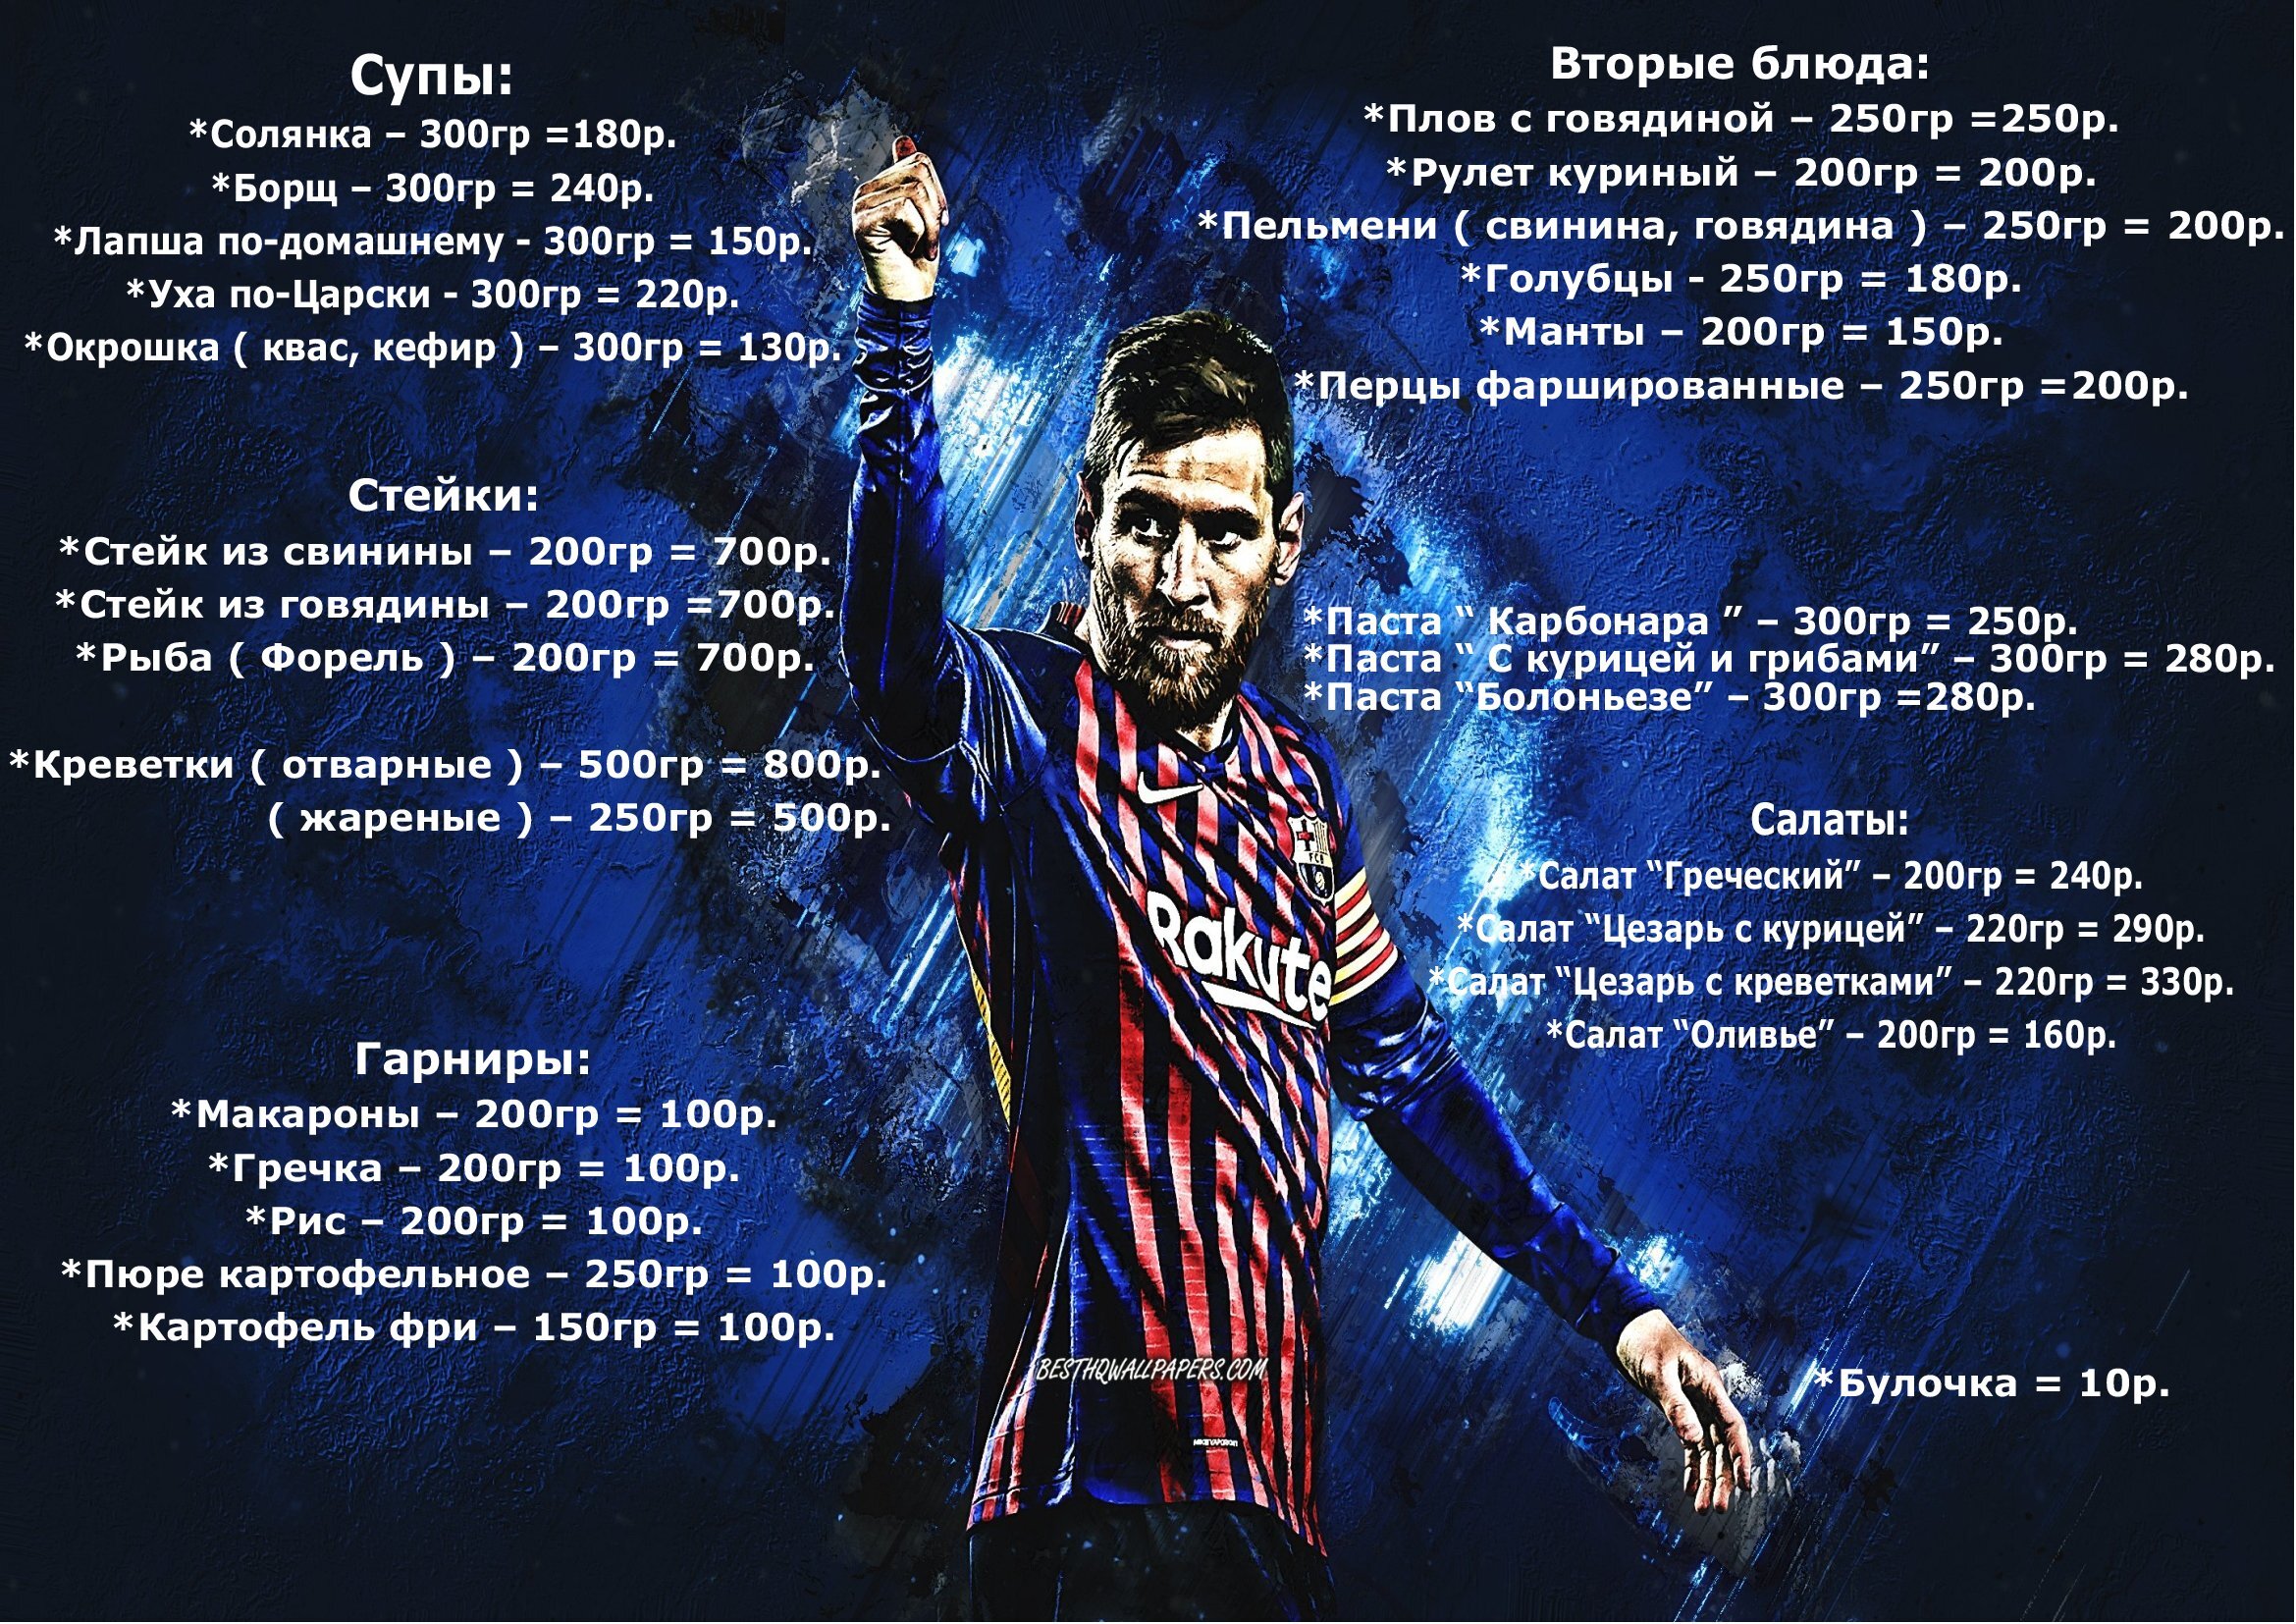 Супы:
*Солянка – 300гр =180р.
*Борщ – 300гр = 240р.
*Лапша по-домашнему - 300гр = 150р.
*Уха по-Царски - 300гр = 220р.
*Окрошка ( квас, кефир ) – 300гр = 130р.
Стейки:
*Стейк из свинины – 200гр = 700р.
*Стейк из говядины – 200гр =700р.
*Рыба ( Форель ) – 200гр = 700р.
*Креветки ( отварные ) – 500гр = 800р.
( жареные ) – 250гр = 500р.
Гарниры:
*Макароны – 200гр = 100р.
*Гречка – 200гр = 100р.
*Рис – 200гр = 100р.
*Пюре картофельное – 250гр = 100р.
*Картофель фри – 150гр = 100р.
Вторые блюда:
*Плов с говядиной – 250гр =250р.
*Рулет куриный – 200гр = 200р.
*Пельмени ( свинина, говядина ) – 250гр = 200р.
*Голубцы - 250гр = 180р.
*Манты – 200гр = 150р.
*Перцы фаршированные – 250гр =200р.
*Паста “ Карбонара ” – 300гр = 250р.
*Паста “ С курицей и грибами” – 300гр = 280р.
*Паста “Болоньезе” – 300гр =280р.
Салаты:
*Салат “Греческий” – 200гр = 240р.
*Салат “Цезарь с курицей” – 220гр = 290р.
*Салат “Цезарь с креветками” – 220гр = 330р.
*Салат “Оливье” – 200гр = 160р.
*Булочка = 10р.
FCB
Rakute
BESTHQWALLPAPERS.COM